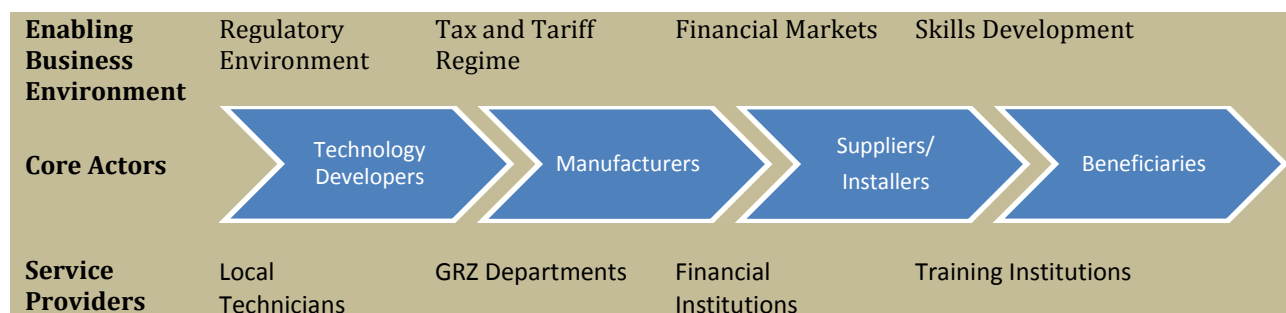 Enabling Business Environment
Regulatory Environment
Tax and Tariff Regime
Financial Markets
Skills Development
Core Actors
Technology Developers
Manufacturers
Suppliers/
Installers
Beneficiaries
Service Providers
Local Technicians
GRZ Departments
Financial Institutions
Training Institutions